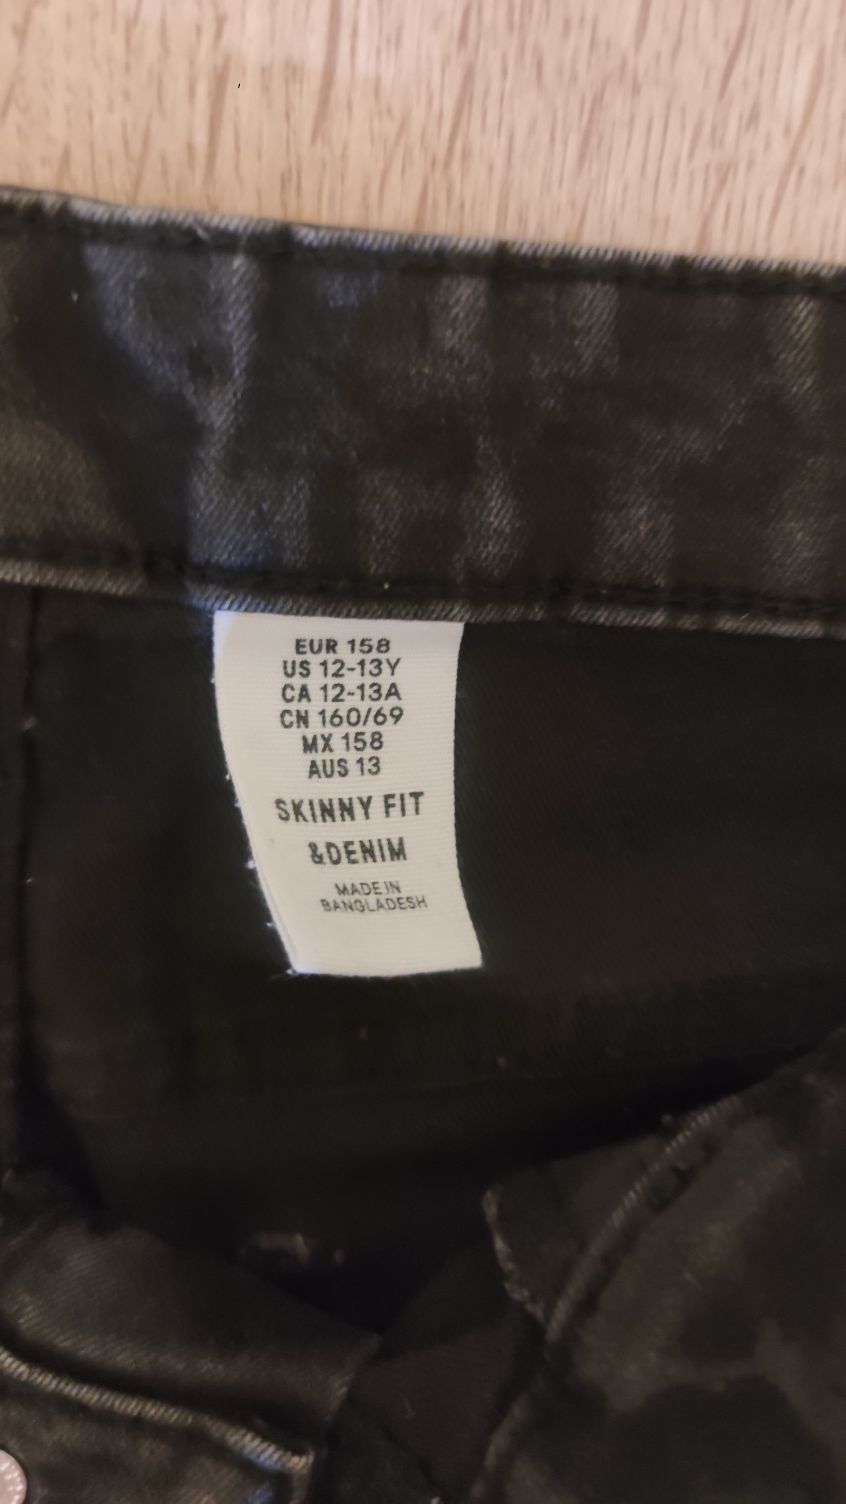 EUR 158
US 12-13Y
CA 12-13A
CN 160/69
MX 158
AUS 13
SKINNY FIT
&DENIM
MADE IN
BANGLADESH